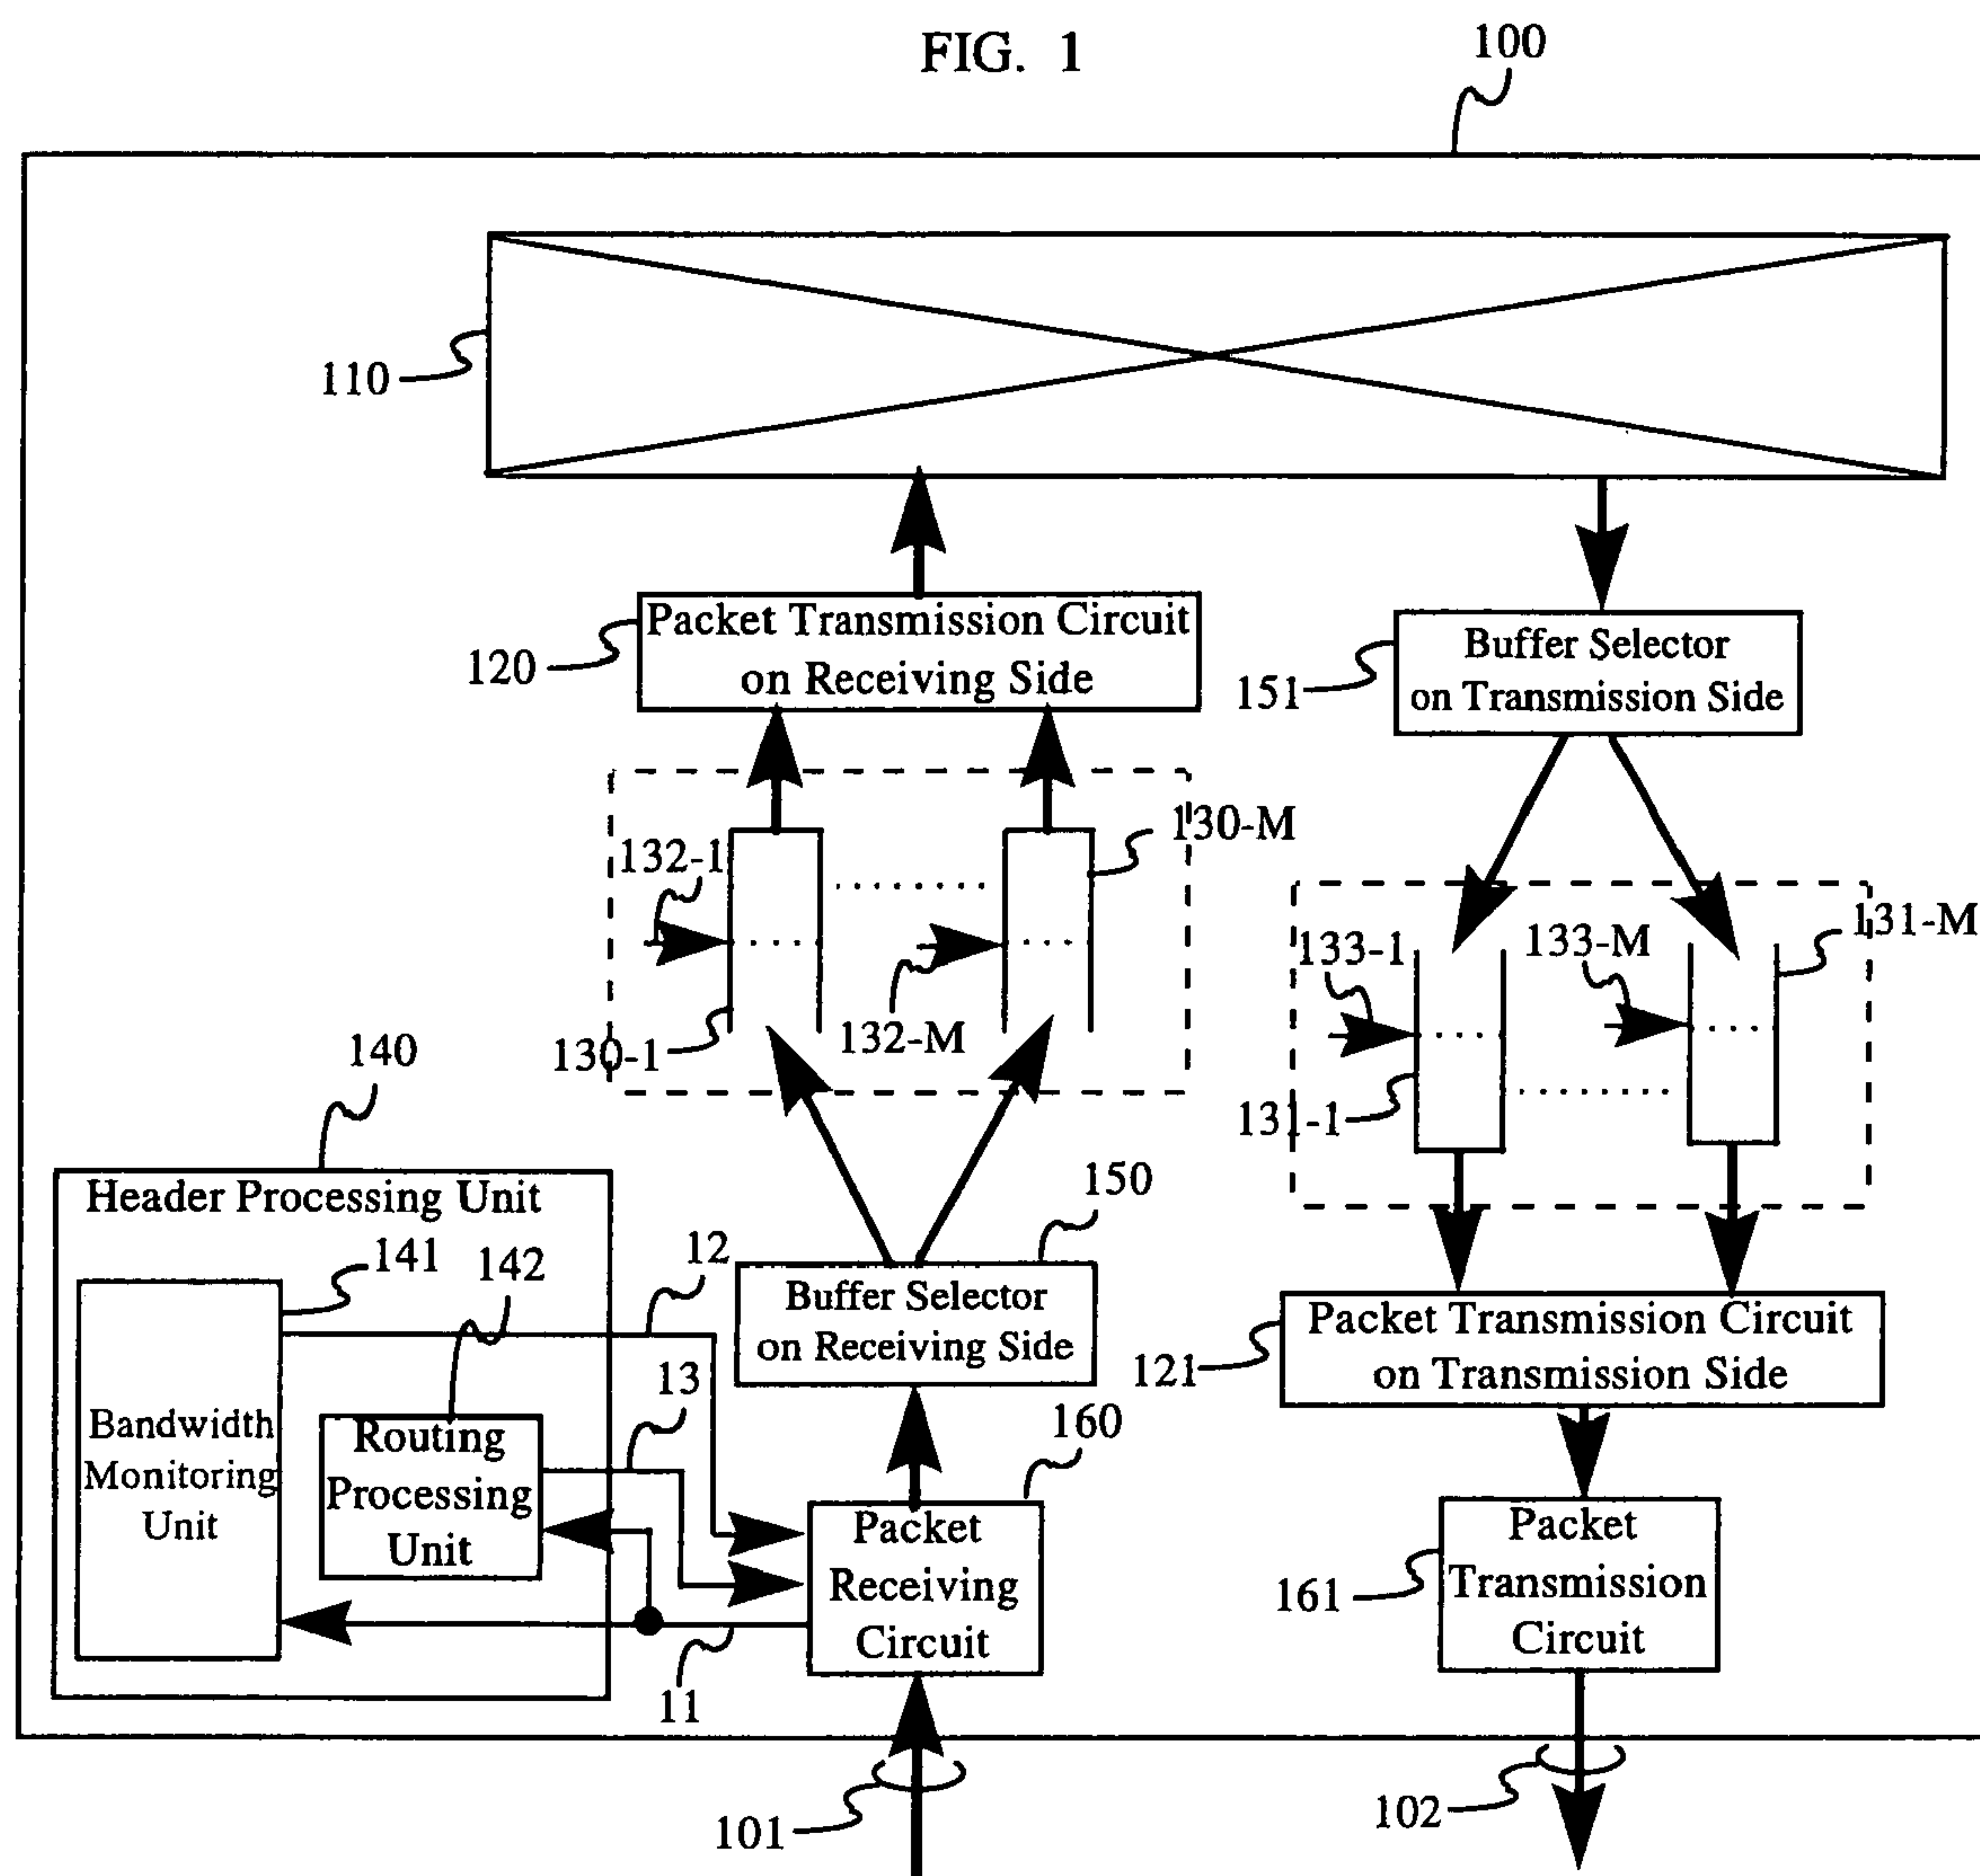 FIG. 1
100
110
120
Packet Transmission Circuit
on Receiving Side
151
Buffer Selector
on Transmission Side
130-M
132-1
132-M
130-1
131-M
133-1
133-M
131-1
140
Header Processing Unit
141
142
12
13
150
Buffer Selector
on Receiving Side
Bandwidth
Monitoring
Unit
Routing
Processing
Unit
160
Packet
Receiving
Circuit
11
121
Packet Transmission Circuit
on Transmission Side
161
Packet
Transmission
Circuit
101
102